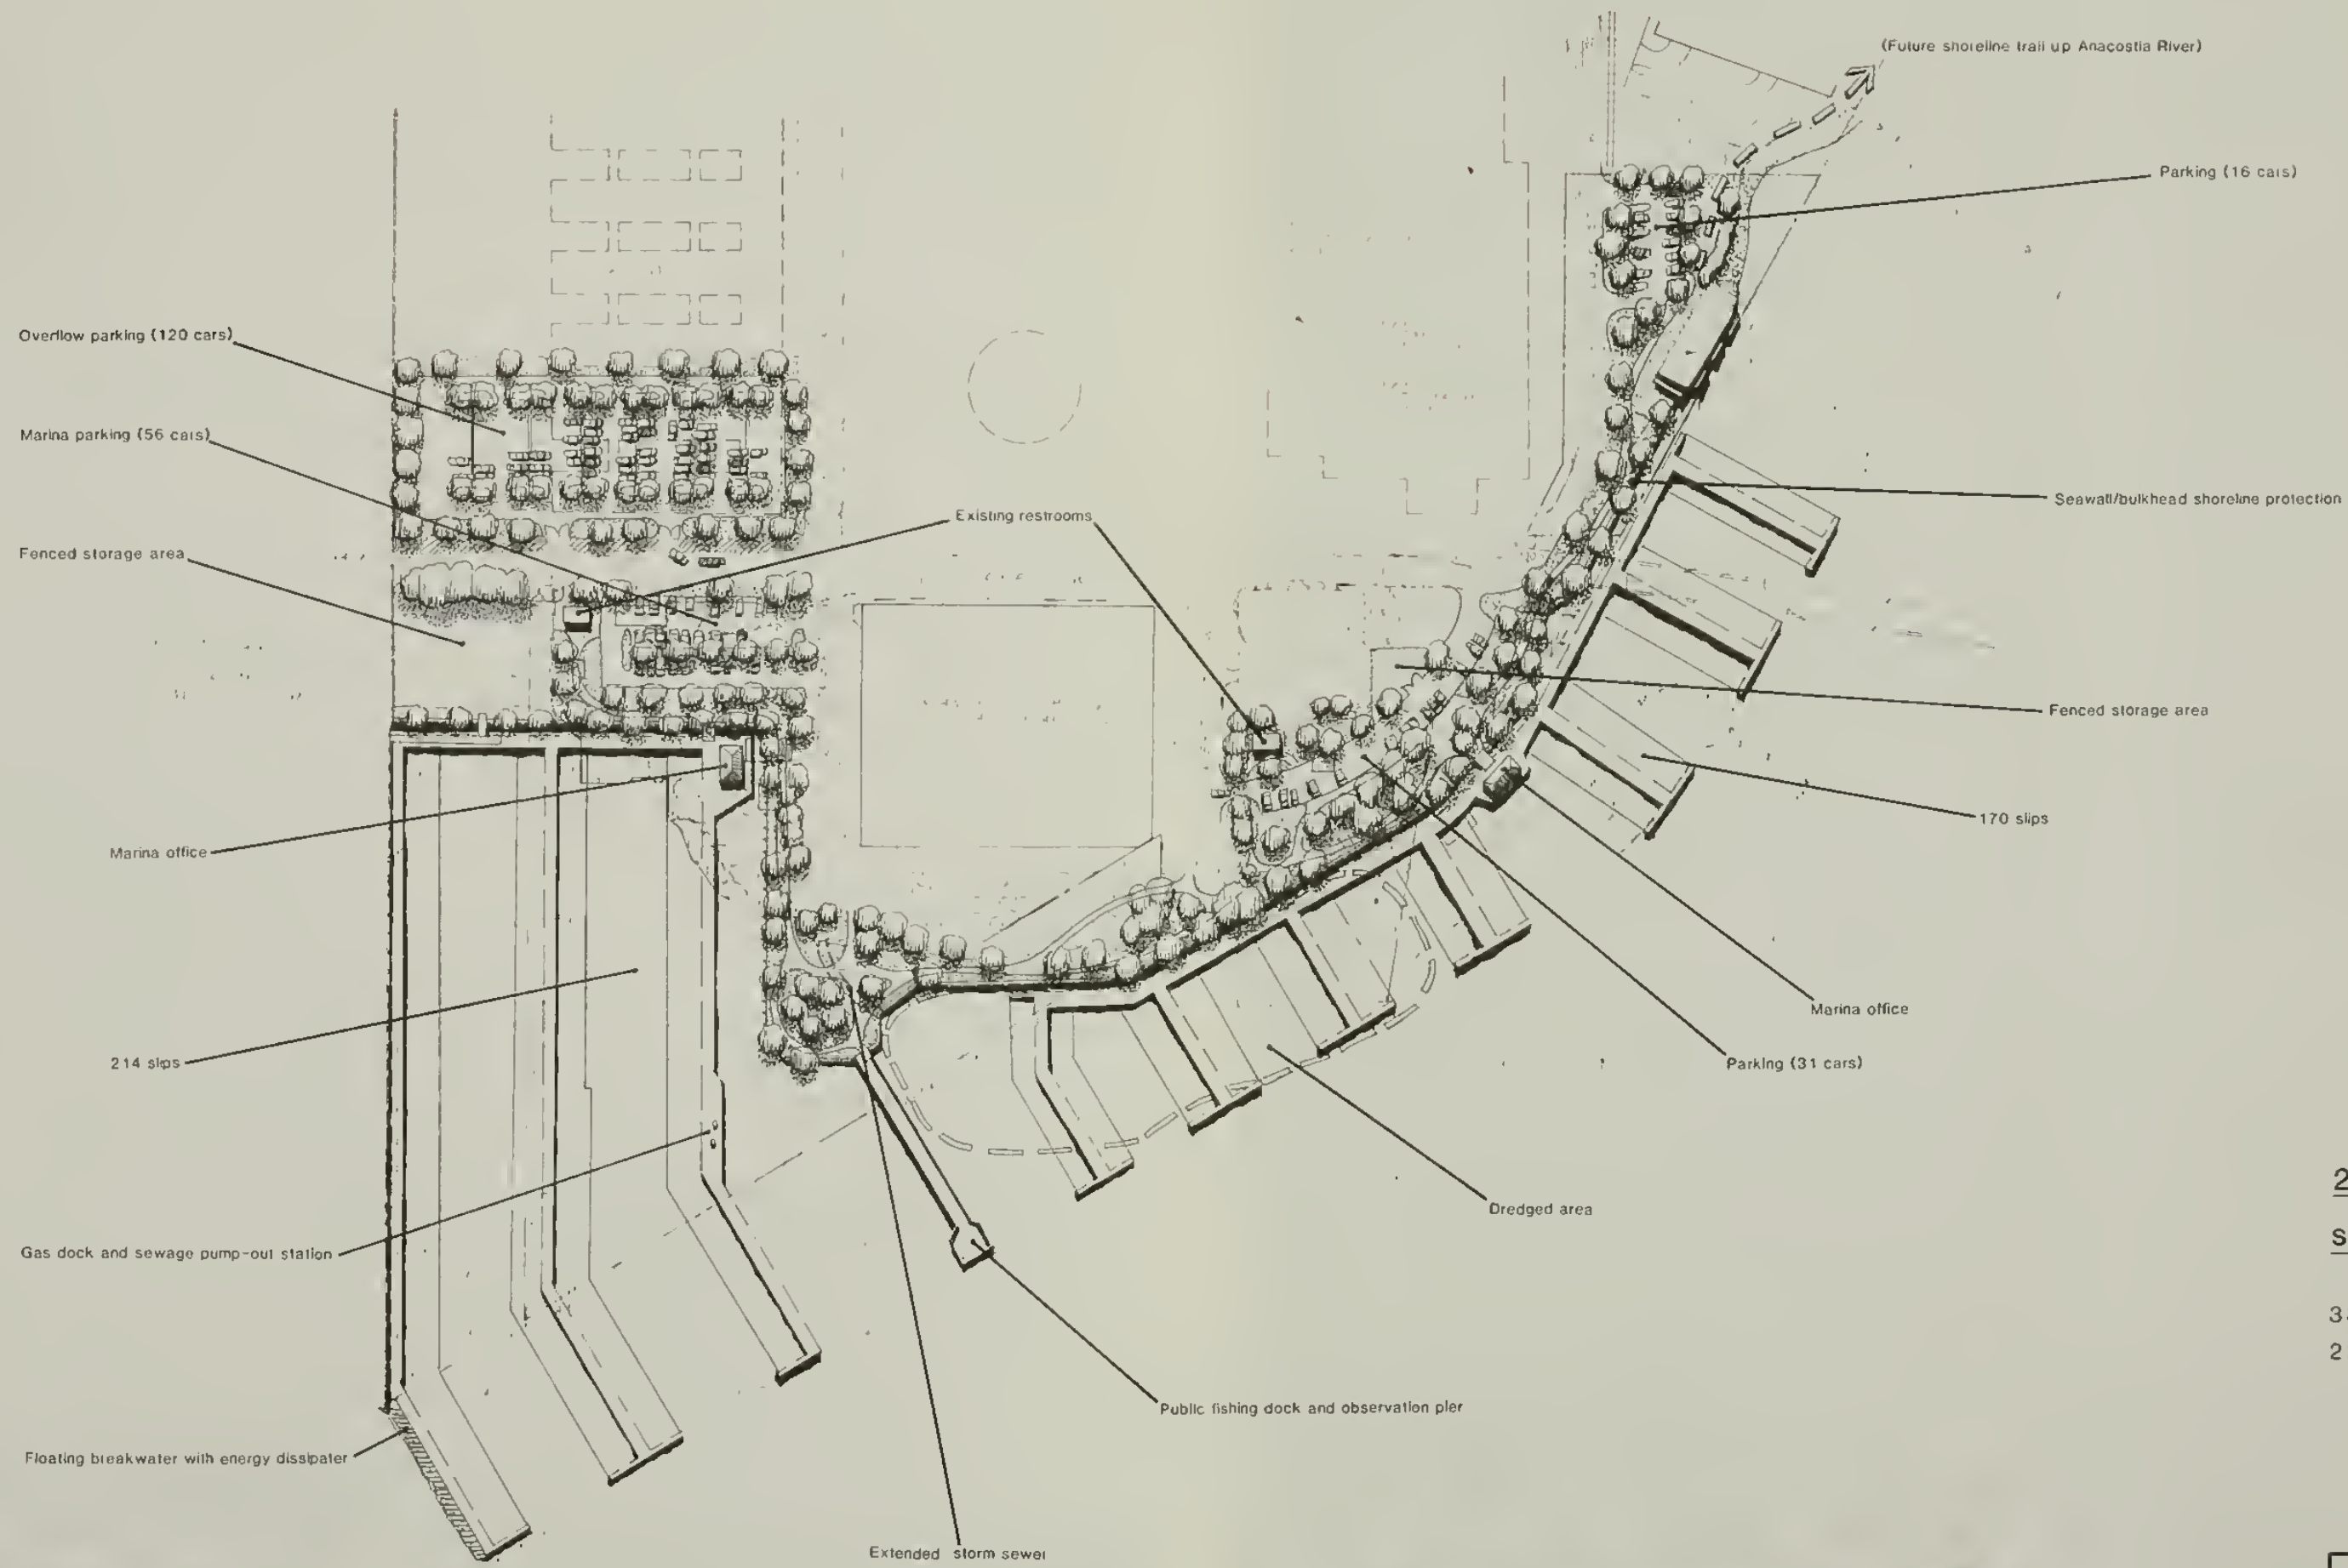 (Future shoreline trail up Anacostia River)
Parking (16 cars)
Overflow parking (120 cars)
Marina parking (56 cars)
Seawall/bulkhead shoreline protection
Existing restrooms
Fenced storage area
Fenced storage area
170 slips
Marina office
Marina office
214 slips
Parking (31 cars)
Dredged area
Gas dock and sewage pump-out station
Public fishing dock and observation pier
Floating breakwater with energy dissipater
Extended storm sewer